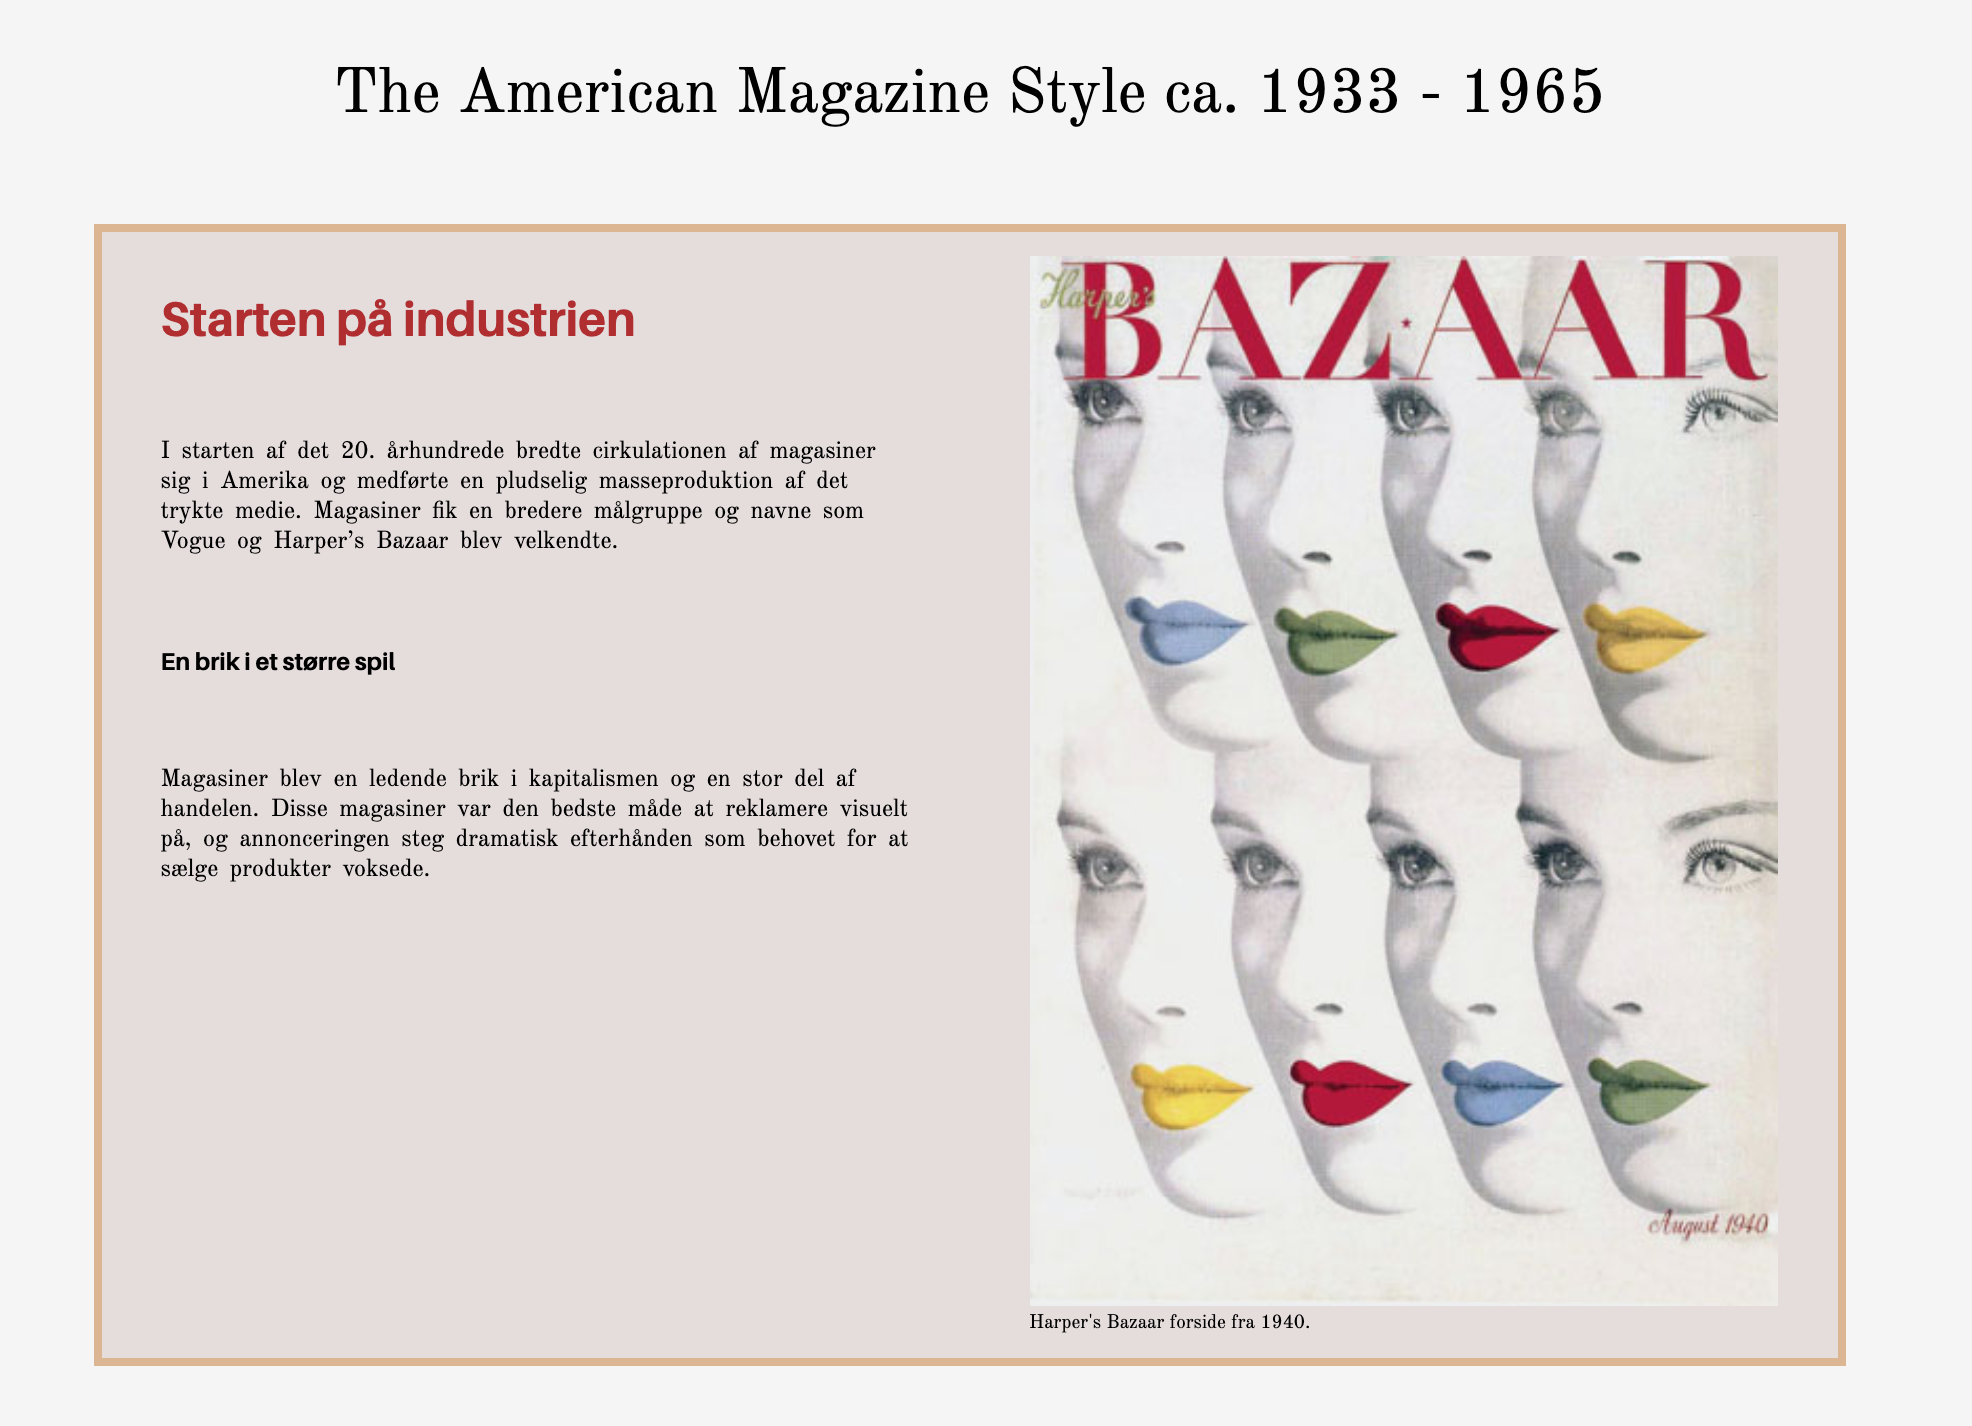 The American Magazine Style ca. 1933 - 1965
Starten på industrien
I starten af det 20. århundrede bredte cirkulationen af magasiner
sig i Amerika og medførte en pludselig masseproduktion af det
trykte medie. Magasiner fik en bredere målgruppe og navne som
Vogue og Harper’s Bazaar blev velkendte.
En brik i et større spil
Magasiner blev en ledende brik i kapitalismen og en stor del af
handelen. Disse magasiner var den bedste måde at reklamere visuelt
på, og annonceringen steg dramatisk efterhånden som behovet for at
sælge produkter voksede.
Harper's
BAZAAR
August 1940
Harper's Bazaar forside fra 1940.